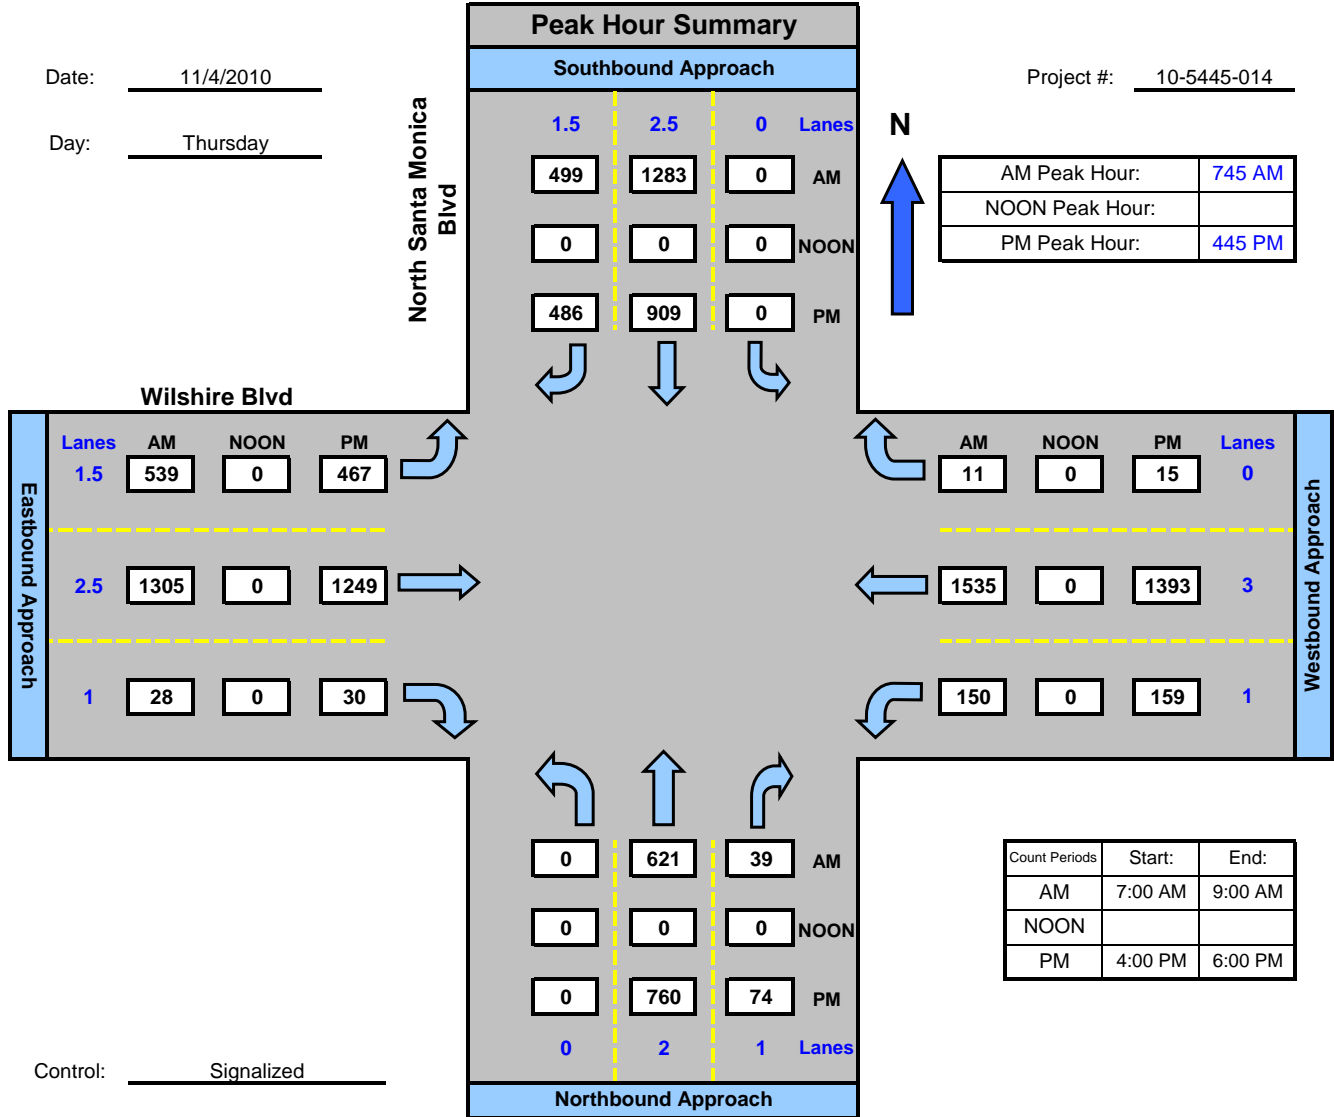 Peak Hour Summary
Southbound Approach
Date: 11/4/2010
Project #: 10-5445-014
Day: Thursday
North Santa Monica
Blvd
1.5 2.5 0 Lanes
499 1283 0 AM
0 0 0 NOON
486 909 0 PM
N
AM Peak Hour: 745 AM
NOON Peak Hour:
PM Peak Hour: 445 PM
Wilshire Blvd
Eastbound Approach
Lanes AM NOON PM
1.5 539 0 467
2.5 1305 0 1249
1 28 0 30
AM NOON PM Lanes
11 0 15 0
1535 0 1393 3
150 0 159 1
Westbound Approach
0 621 39 AM
0 0 0 NOON
0 760 74 PM
0 2 1 Lanes
Northbound Approach
Count Periods Start: End:
AM 7:00 AM 9:00 AM
NOON
PM 4:00 PM 6:00 PM
Control: Signalized